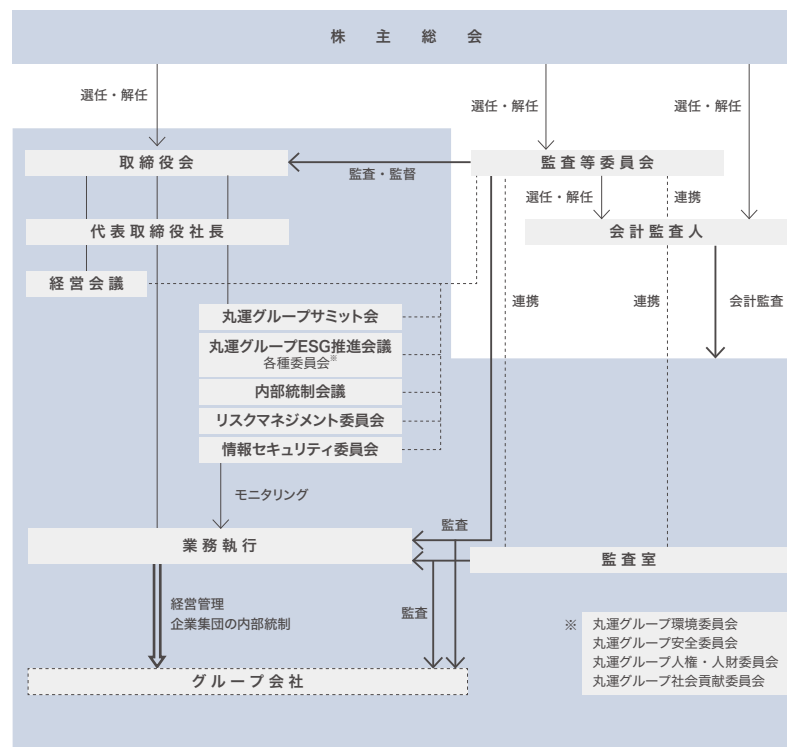 株主総会
選任・解任
選任・解任
選任・解任
取締役会
監査・監督
監査等委員会
選任・解任
連携
代表取締役社長
会計監査人
経営会議
連携
連携
会計監査
丸運グループサミット会
丸運グループESG推進会議
各種委員会※
内部統制会議
リスクマネジメント委員会
情報セキュリティ委員会
モニタリング
監査
業務執行
監査室
経営管理
企業集団の内部統制
監査
グループ会社
※ 丸運グループ環境委員会
丸運グループ安全委員会
丸運グループ人権・人財委員会
丸運グループ社会貢献委員会